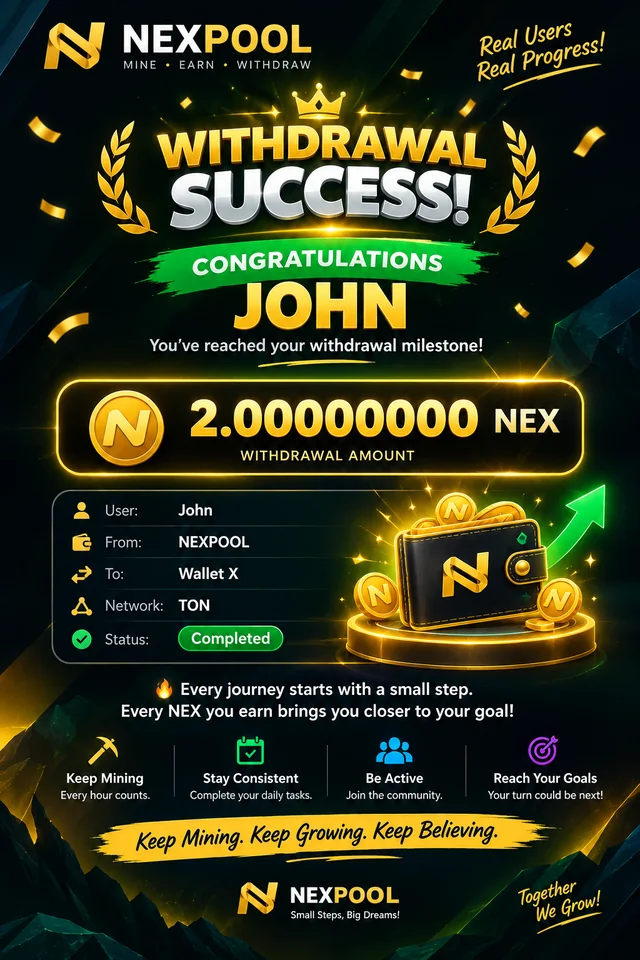 NEXPOOL
MINE • EARN • WITHDRAW
Real Users
Real Progress!
WITHDRAWAL
SUCCESS!
CONGRATULATIONS
JOHN
You've reached your withdrawal milestone!
N 2.00000000 NEX
WITHDRAWAL AMOUNT
User: John
From: NEXPOOL
To: Wallet X
Network: TON
Status: Completed
🔥 Every journey starts with a small step.
Every NEX you earn brings you closer to your goal!
Keep Mining
Every hour counts.
Stay Consistent
Complete your daily tasks.
Be Active
Join the community.
Reach Your Goals
Your turn could be next!
Keep Mining. Keep Growing. Keep Believing.
NEXPOOL
Small Steps, Big Dreams!
Together
We Grow!